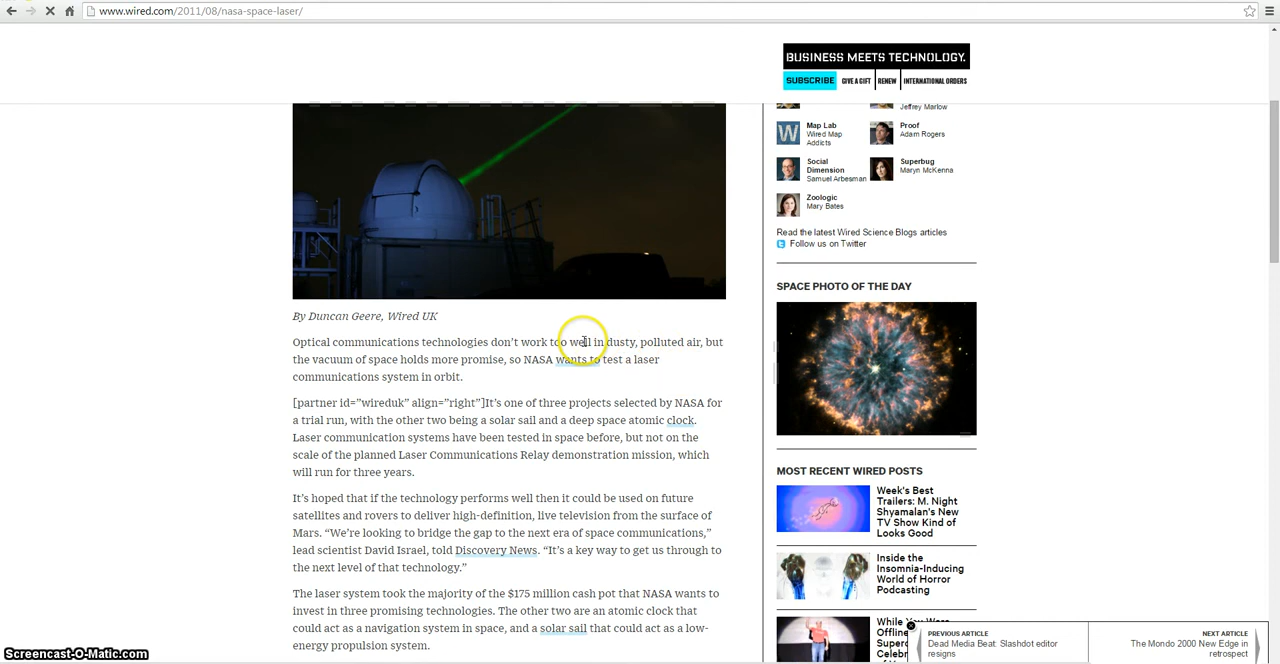 www.wired.com/2011/08/nasa-space-laser/
BUSINESS MEETS TECHNOLOGY.
SUBSCRIBE GIVE A GIFT RENEW INTERNATIONAL ORDERS
By Duncan Geere, Wired UK
Optical communications technologies don't work too well in dusty, polluted air, but
the vacuum of space holds more promise, so NASA wants to test a laser
communications system in orbit.
[partner id="wireduk" align="right"]It's one of three projects selected by NASA for
a trial run, with the other two being a solar sail and a deep space atomic clock.
Laser communication systems have been tested in space before, but not on the
scale of the planned Laser Communications Relay demonstration mission, which
will run for three years.
It's hoped that if the technology performs well then it could be used on future
satellites and rovers to deliver high-definition, live television from the surface of
Mars. "We're looking to bridge the gap to the next era of space communications,"
lead scientist David Israel, told Discovery News. "It's a key way to get us through to
the next level of that technology."
The laser system took the majority of the $175 million cash pot that NASA wants to
invest in three promising technologies. The other two are an atomic clock that
could act as a navigation system in space, and a solar sail that could act as a low-
energy propulsion system.
Jeffrey Marlow
Map Lab
Wired Map
Addicts
Proof
Adam Rogers
Social
Dimension
Samuel Arbesman
Superbug
Maryn McKenna
Zoologic
Mary Bates
Read the latest Wired Science Blogs articles
Follow us on Twitter
SPACE PHOTO OF THE DAY
MOST RECENT WIRED POSTS
Week's Best
Trailers: M. Night
Shyamalan's New
TV Show Kind of
Looks Good
Inside the
Insomnia-Inducing
World of Horror
Podcasting
While You Were
Offline
PREVIOUS ARTICLE
Dead Media Beat: Slashdot editor
resigns
NEXT ARTICLE
The Mondo 2000 New Edge in
retrospect
Screencast-O-Matic.com